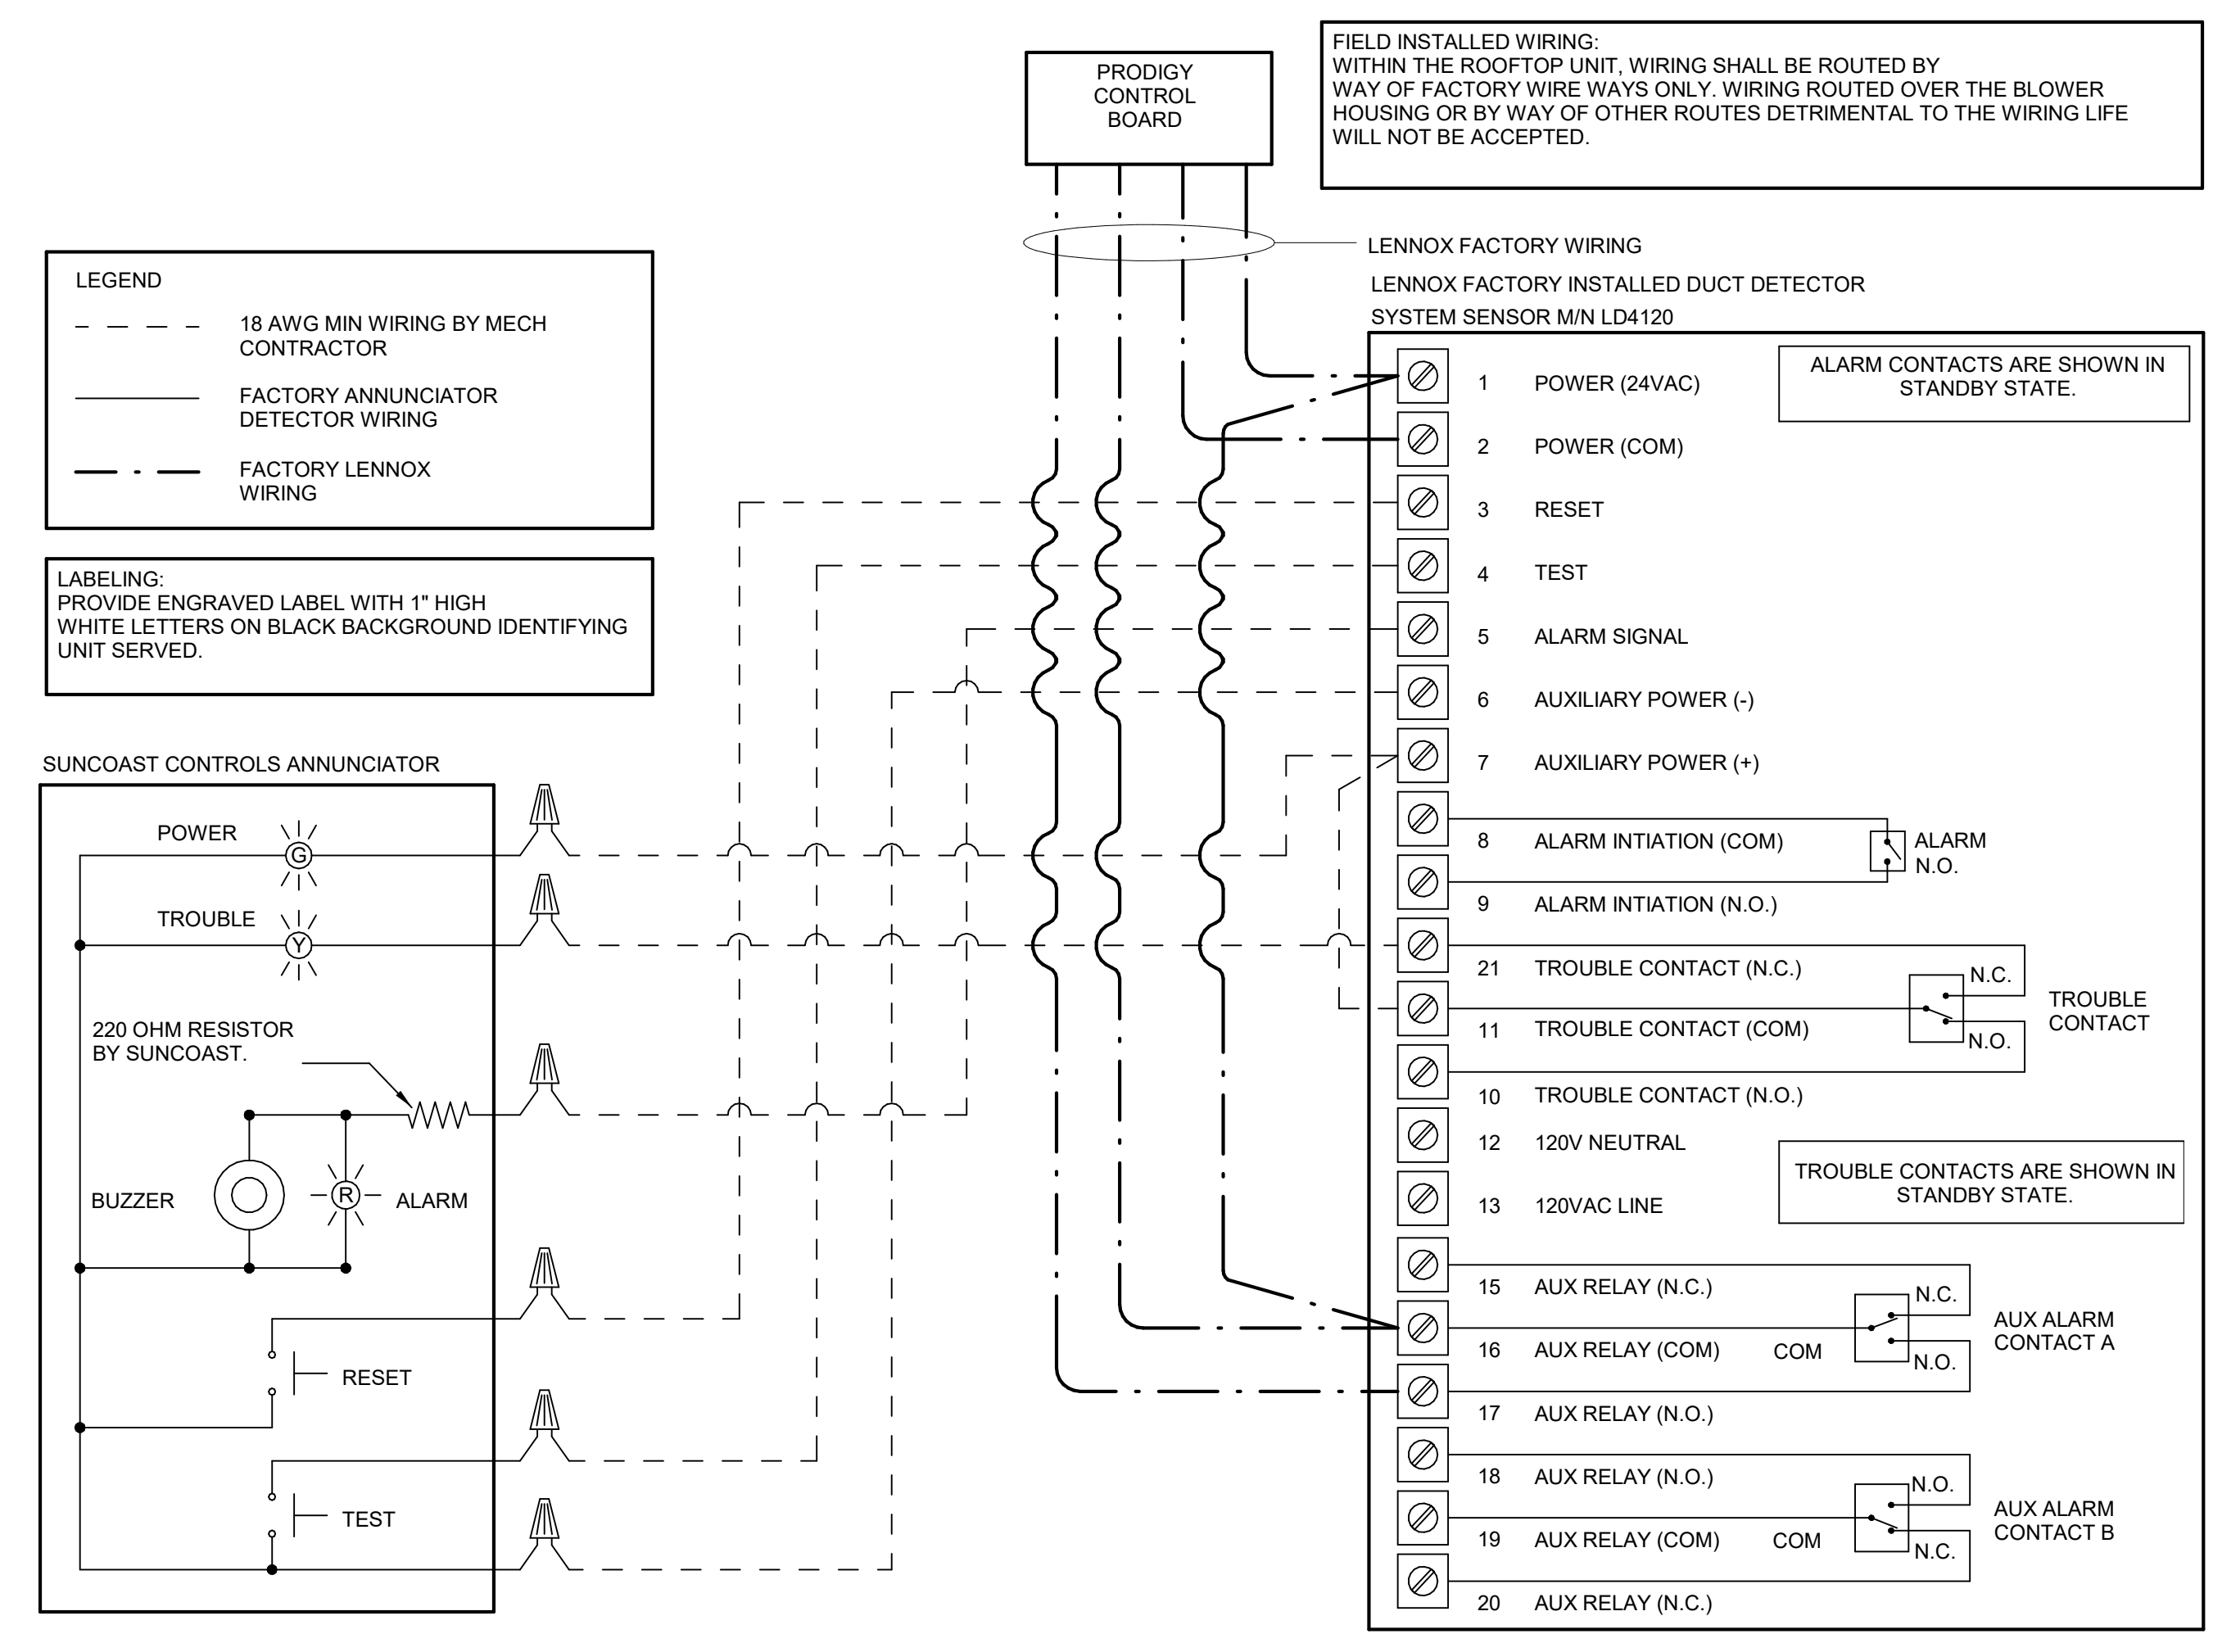 PRODIGY
CONTROL
BOARD
FIELD INSTALLED WIRING:
WITHIN THE ROOFTOP UNIT, WIRING SHALL BE ROUTED BY
WAY OF FACTORY WIRE WAYS ONLY. WIRING ROUTED OVER THE BLOWER
HOUSING OR BY WAY OF OTHER ROUTES DETRIMENTAL TO THE WIRING LIFE
WILL NOT BE ACCEPTED.
LENNOX FACTORY WIRING
LEGEND
18 AWG MIN WIRING BY MECH
CONTRACTOR
FACTORY ANNUNCIATOR
DETECTOR WIRING
FACTORY LENNOX
WIRING
LABELING:
PROVIDE ENGRAVED LABEL WITH 1" HIGH
WHITE LETTERS ON BLACK BACKGROUND IDENTIFYING
UNIT SERVED.
SUNCOAST CONTROLS ANNUNCIATOR
POWER
G
TROUBLE
Y
220 OHM RESISTOR
BY SUNCOAST.
BUZZER
R
ALARM
RESET
TEST
LENNOX FACTORY INSTALLED DUCT DETECTOR
SYSTEM SENSOR M/N LD4120
ALARM CONTACTS ARE SHOWN IN
STANDBY STATE.
1 POWER (24VAC)
2 POWER (COM)
3 RESET
4 TEST
5 ALARM SIGNAL
6 AUXILIARY POWER (-)
7 AUXILIARY POWER (+)
8 ALARM INTIATION (COM)
ALARM
N.O.
9 ALARM INTIATION (N.O.)
21 TROUBLE CONTACT (N.C.)
N.C.
TROUBLE
CONTACT
11 TROUBLE CONTACT (COM)
N.O.
10 TROUBLE CONTACT (N.O.)
12 120V NEUTRAL
TROUBLE CONTACTS ARE SHOWN IN
STANDBY STATE.
13 120VAC LINE
15 AUX RELAY (N.C.)
N.C.
AUX ALARM
CONTACT A
16 AUX RELAY (COM) COM
N.O.
17 AUX RELAY (N.O.)
18 AUX RELAY (N.O.)
N.O.
AUX ALARM
CONTACT B
19 AUX RELAY (COM) COM
N.C.
20 AUX RELAY (N.C.)